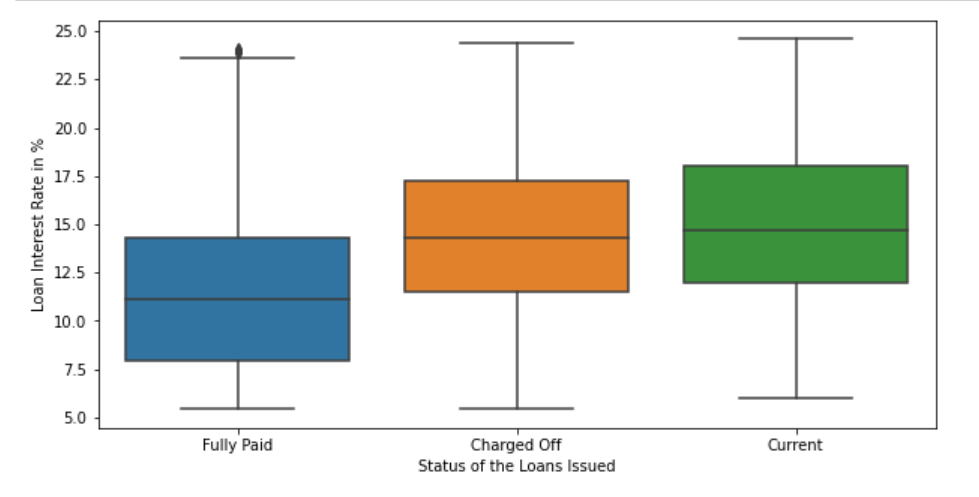 25.0
22.5
20.0
17.5
15.0
12.5
10.0
7.5
5.0
Loan Interest Rate in %
Fully Paid
Charged Off
Current
Status of the Loans Issued